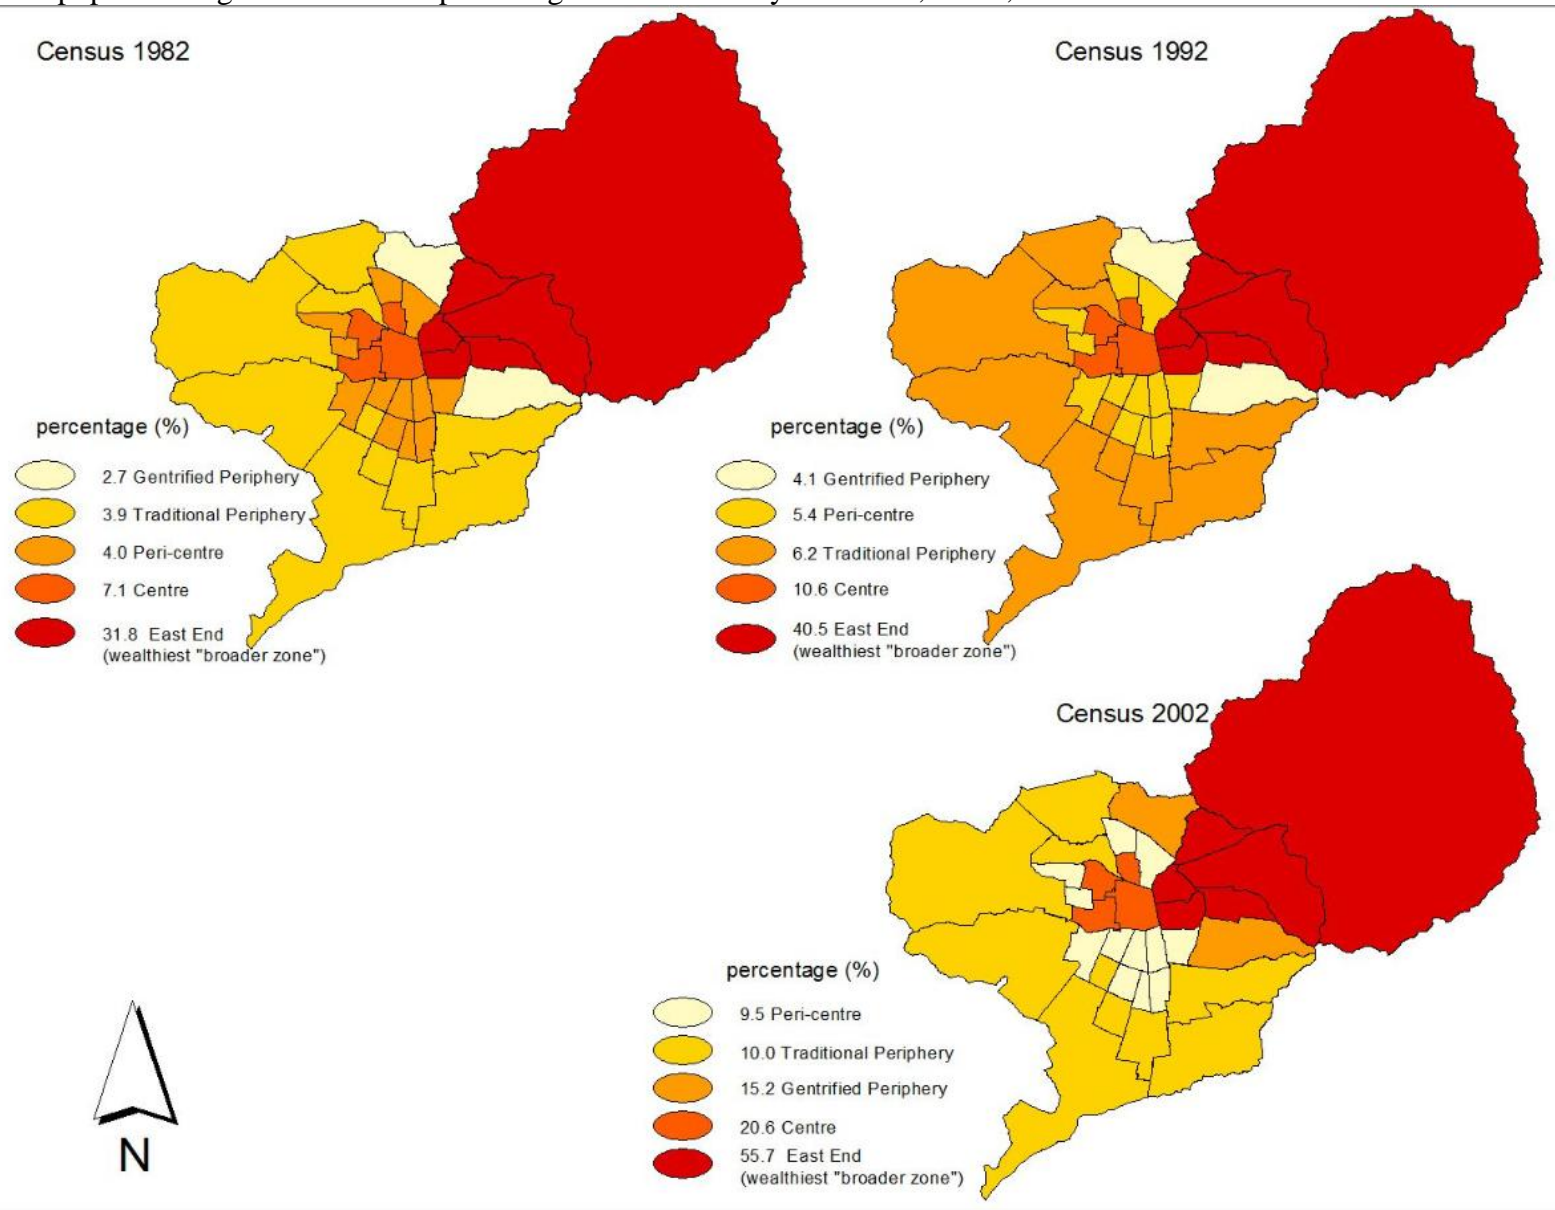 Census 1982
percentage (%)
2.7 Gentrified Periphery
3.9 Traditional Periphery
4.0 Peri-centre
7.1 Centre
31.8 East End
(wealthiest "broader zone")
Census 1992
percentage (%)
4.1 Gentrified Periphery
5.4 Peri-centre
6.2 Traditional Periphery
10.6 Centre
40.5 East End
(wealthiest "broader zone")
Census 2002
percentage (%)
9.5 Peri-centre
10.0 Traditional Periphery
15.2 Gentrified Periphery
20.6 Centre
55.7 East End
(wealthiest "broader zone")
N